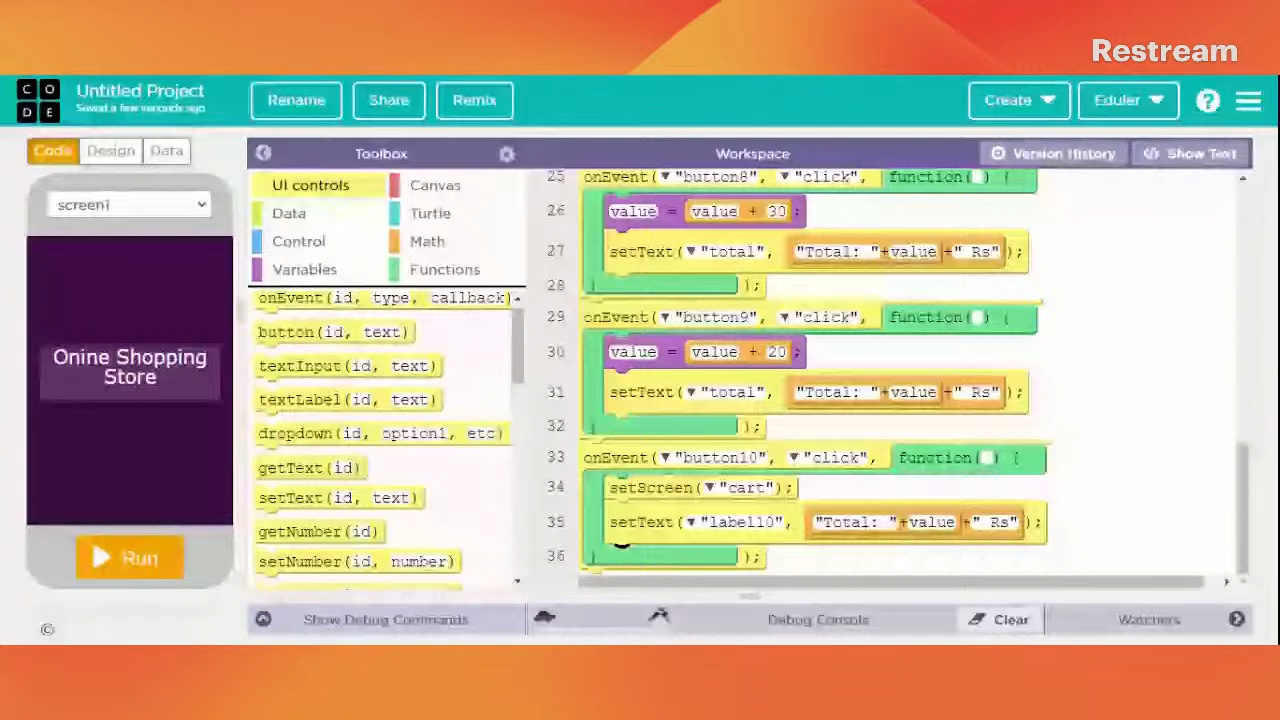 Restream
CODE
Untitled Project
Saved a few seconds ago
Rename
Share
Remix
Create
Eduler
?
Code
Design
Data
Toolbox
Workspace
Version History
Show Text
screen1
Onine Shopping
Store
Run
©
UI controls
Canvas
Data
Turtle
Control
Math
Variables
Functions
onEvent(id, type, callback)
button(id, text)
textInput(id, text)
textLabel(id, text)
dropdown(id, option1, etc)
getText(id)
setText(id, text)
getNumber(id)
setNumber(id, number)
25 onEvent("button8", "click", function() {
26 value = value + 30;
27 setText("total", "Total: "+value+" Rs");
28 });
29 onEvent("button9", "click", function() {
30 value = value + 20;
31 setText("total", "Total: "+value+" Rs");
32 });
33 onEvent("button10", "click", function() {
34 setScreen("cart");
35 setText("label10", "Total: "+value+" Rs");
36 });
Show Debug Commands
Debug Console
Clear
Watchers